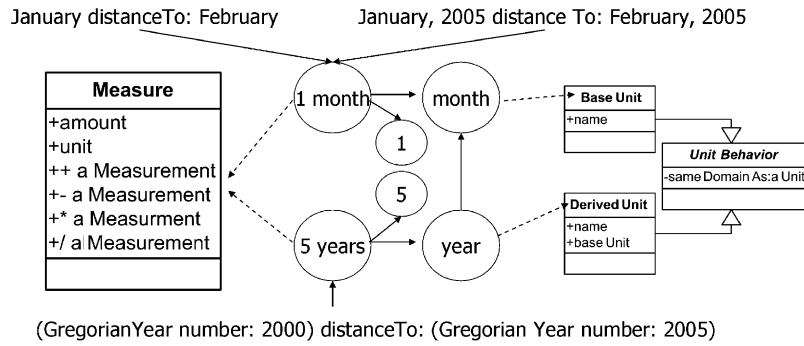 January distanceTo: February
January, 2005 distance To: February, 2005
Measure
+amount
+unit
++ a Measurement
+- a Measurement
+* a Measurment
+/ a Measurement
1 month
month
1
5
5 years
year
Base Unit
+name
Unit Behavior
-same Domain As:a Unit
Derived Unit
+name
+base Unit
(GregorianYear number: 2000) distanceTo: (Gregorian Year number: 2005)